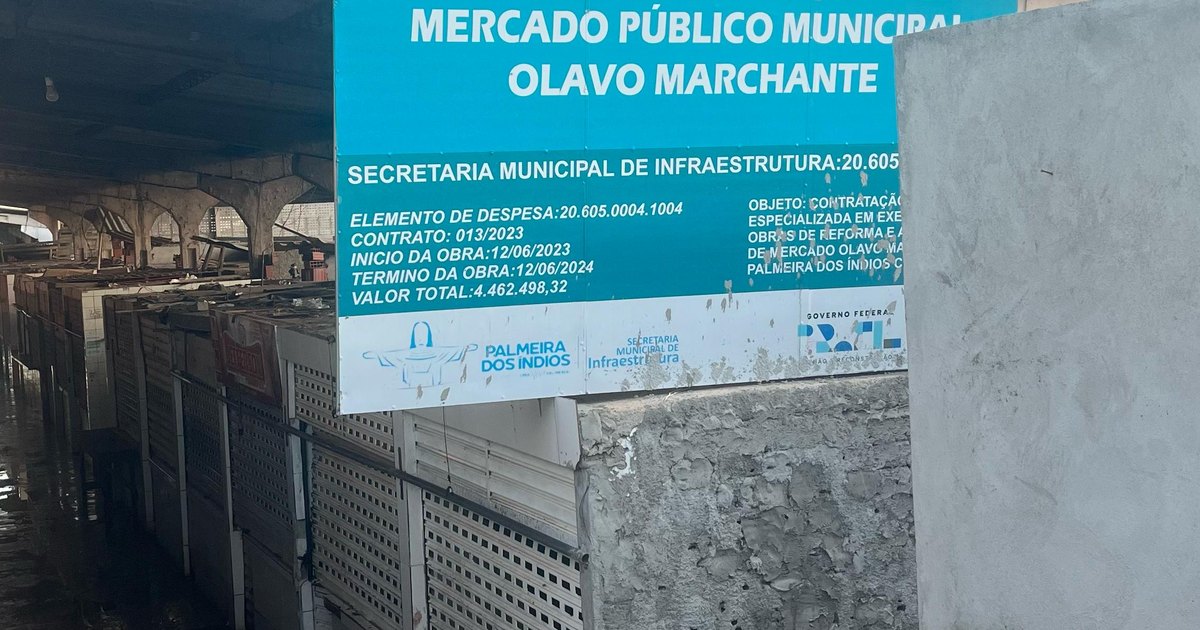 MERCADO PÚBLICO MUNICIPAL
OLAVO MARCHANTE
SECRETARIA MUNICIPAL DE INFRAESTRUTURA:20.605
ELEMENTO DE DESPESA:20.605.0004.1004
CONTRATO: 013/2023
INICIO DA OBRA:12/06/2023
TERMINO DA OBRA:12/06/2024
VALOR TOTAL:4.462.498,32
OBJETO: CONTRATAÇÃO
ESPECIALIZADA EM EXE
OBRAS DE REFORMA E A
DE MERCADO OLAVO MA
PALMEIRA DOS ÍNDIOS
PALMEIRA
DOS ÍNDIOS
SECRETARIA
MUNICIPAL DE
Infraestrutura
GOVERNO FEDERAL